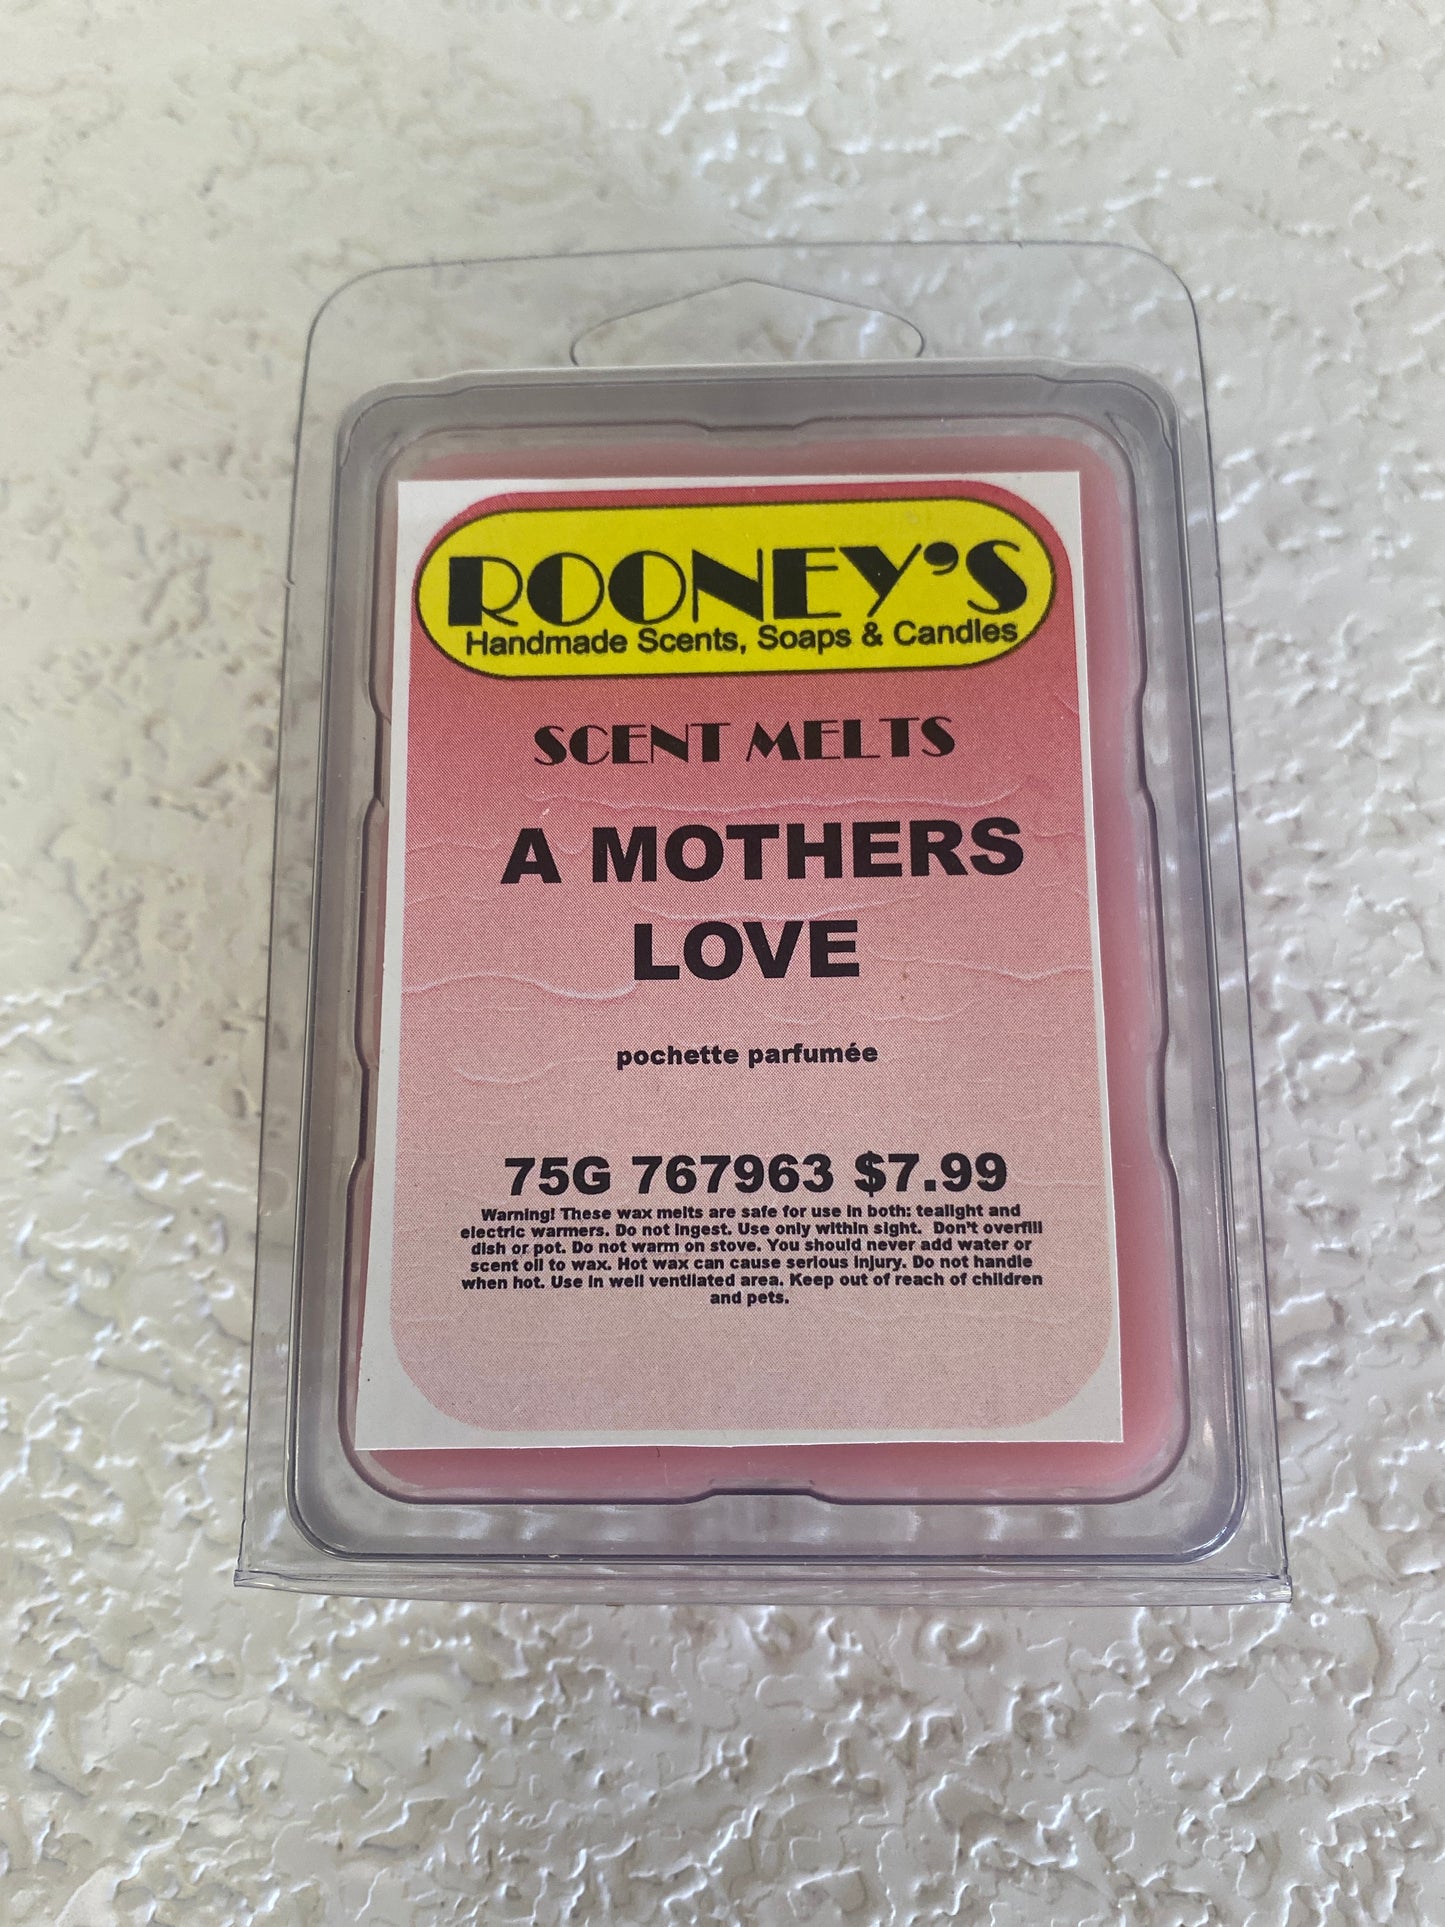 ROONEY'S
Handmade Scents, Soaps & Candles
SCENT MELTS
A MOTHERS
LOVE
pochette parfumée
75G 767963 $7.99
Warning! These wax melts are safe for use in both: tealight and
electric warmers. Do not ingest. Use only within sight. Don't overfill
dish or pot. Do not warm on stove. You should never add water or
scent oil to wax. Hot wax can cause serious injury. Do not handle
when hot. Use in well ventilated area. Keep out of reach of children
and pets.